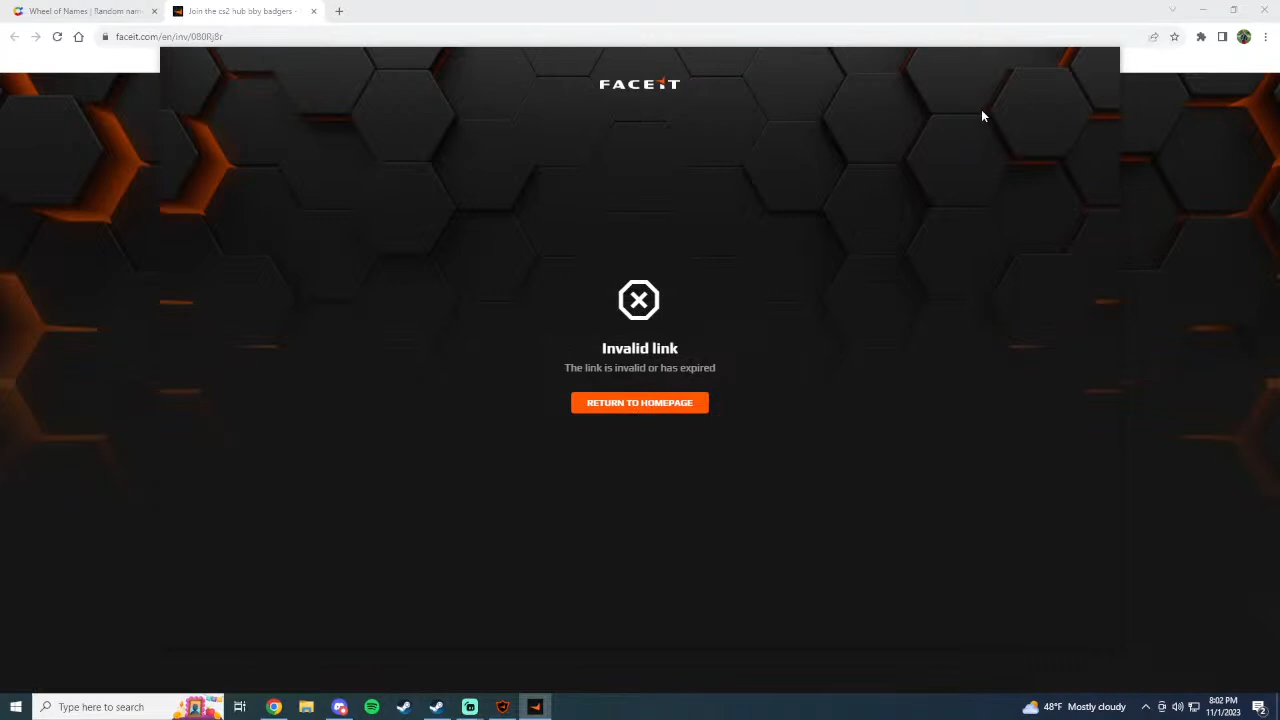 Wheel of Names | Random nam
Join the cs2 hub bby badgers -
faceit.com/en/inv/080Rj8r
FACEIT
Invalid link
The link is invalid or has expired
RETURN TO HOMEPAGE
Type here to search
48°F Mostly cloudy
8:02 PM
11/1/2023
2